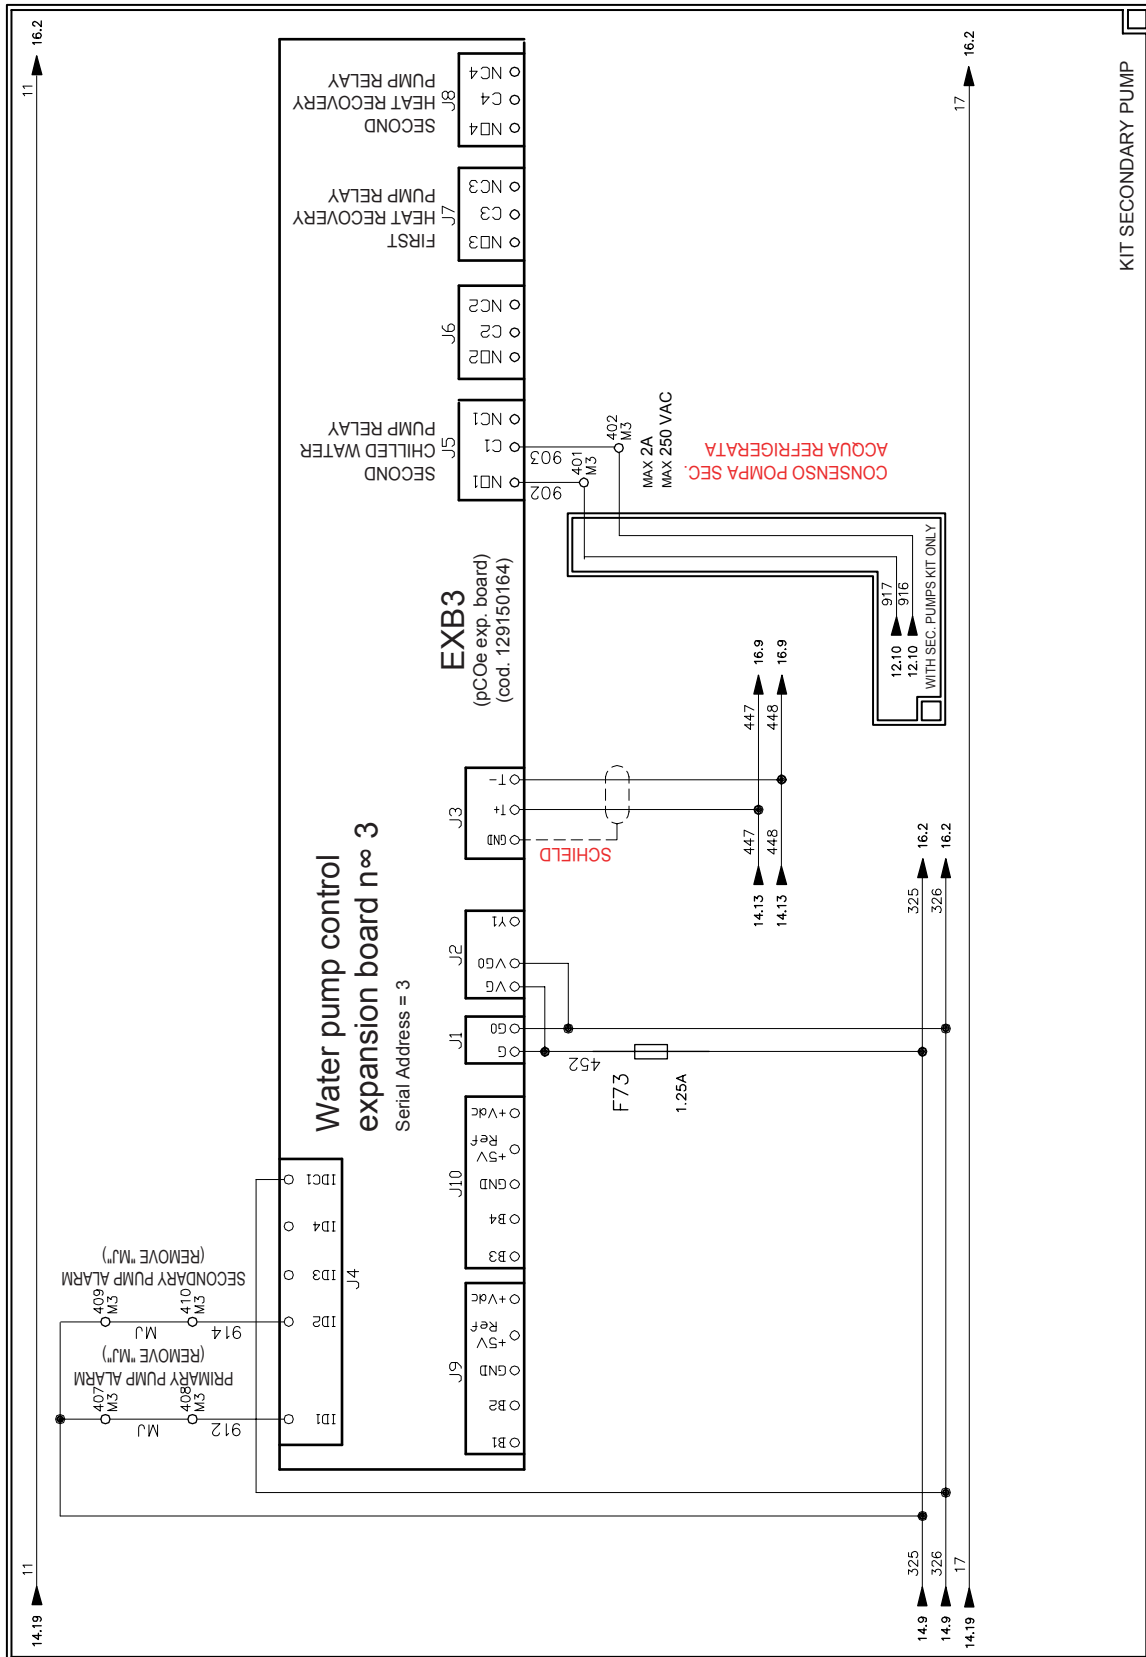 KIT SECONDARY PUMP
14.19
11
11
16.2
PRIMARY PUMP ALARM
(REMOVE "MJ")
SECONDARY PUMP ALARM
(REMOVE "MJ")
407
M3
MJ
408
M3
912
409
M3
MJ
410
M3
914
J4
ID1
ID2
ID3
ID4
IDC1
Water pump control
expansion board n∞ 3
Serial Address = 3
EXB3
(pCOe exp. board)
(cod. 129150164)
J9
B1
B2
GND
+5V
Ref
+Vdc
J10
B3
B4
GND
+5V
Ref
+Vdc
J1
G
G0
J2
VG
VG0
Y1
J3
GND
T+
T-
SECOND
CHILLED WATER
PUMP RELAY
J5
NO1
C1
NC1
J6
NO2
C2
NC2
FIRST
HEAT RECOVERY
PUMP RELAY
J7
NO3
C3
NC3
SECOND
HEAT RECOVERY
PUMP RELAY
J8
NO4
C4
NC4
452
F73
1.25A
SCHIELD
902
903
401
M3
402
M3
MAX 2A
MAX 250 VAC
CONSENSO POMPA SEC.
ACQUA REFRIGERATA
14.13
447
447
16.9
14.13
448
448
16.9
12.10
917
12.10
916
WITH SEC. PUMPS KIT ONLY
14.9
325
325
16.2
14.9
326
326
16.2
14.19
17
17
16.2